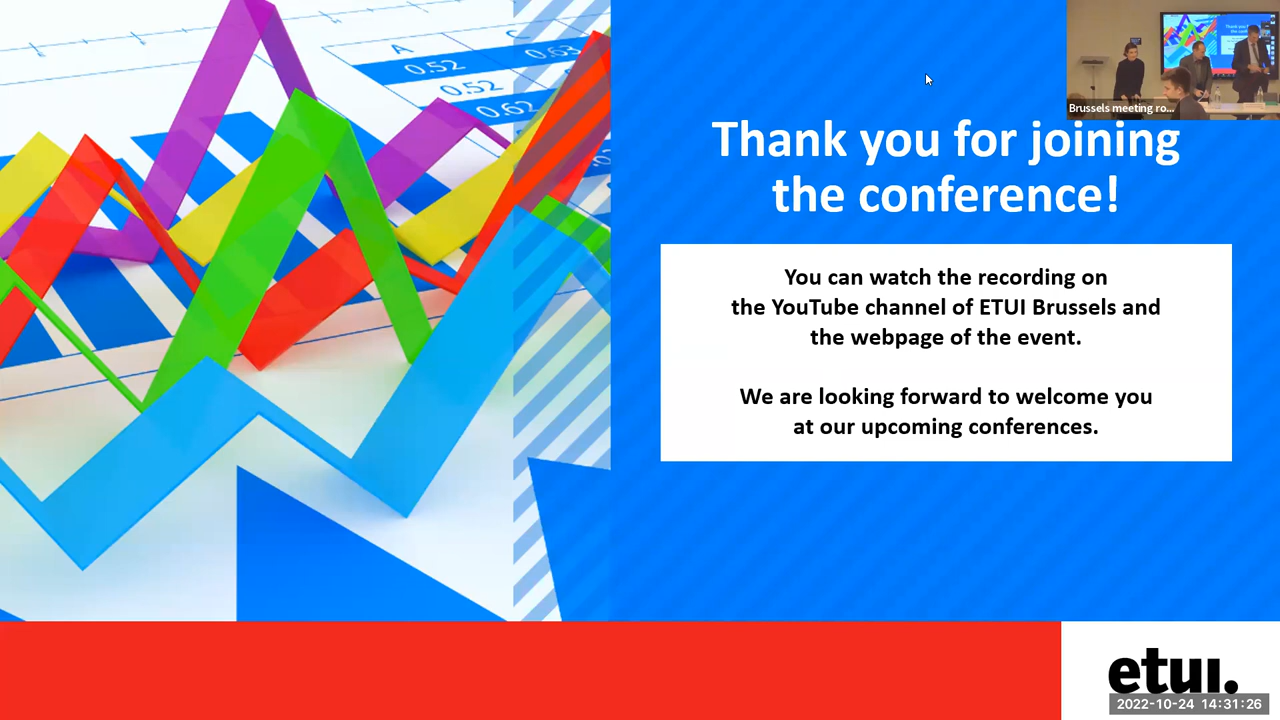 A
C
0.52
0.63
0.52
0.62
Brussels meeting ro...
Thank you for joining
the conference!
You can watch the recording on
the YouTube channel of ETUI Brussels and
the webpage of the event.
We are looking forward to welcome you
at our upcoming conferences.
etui.
2022-10-24 14:31:26